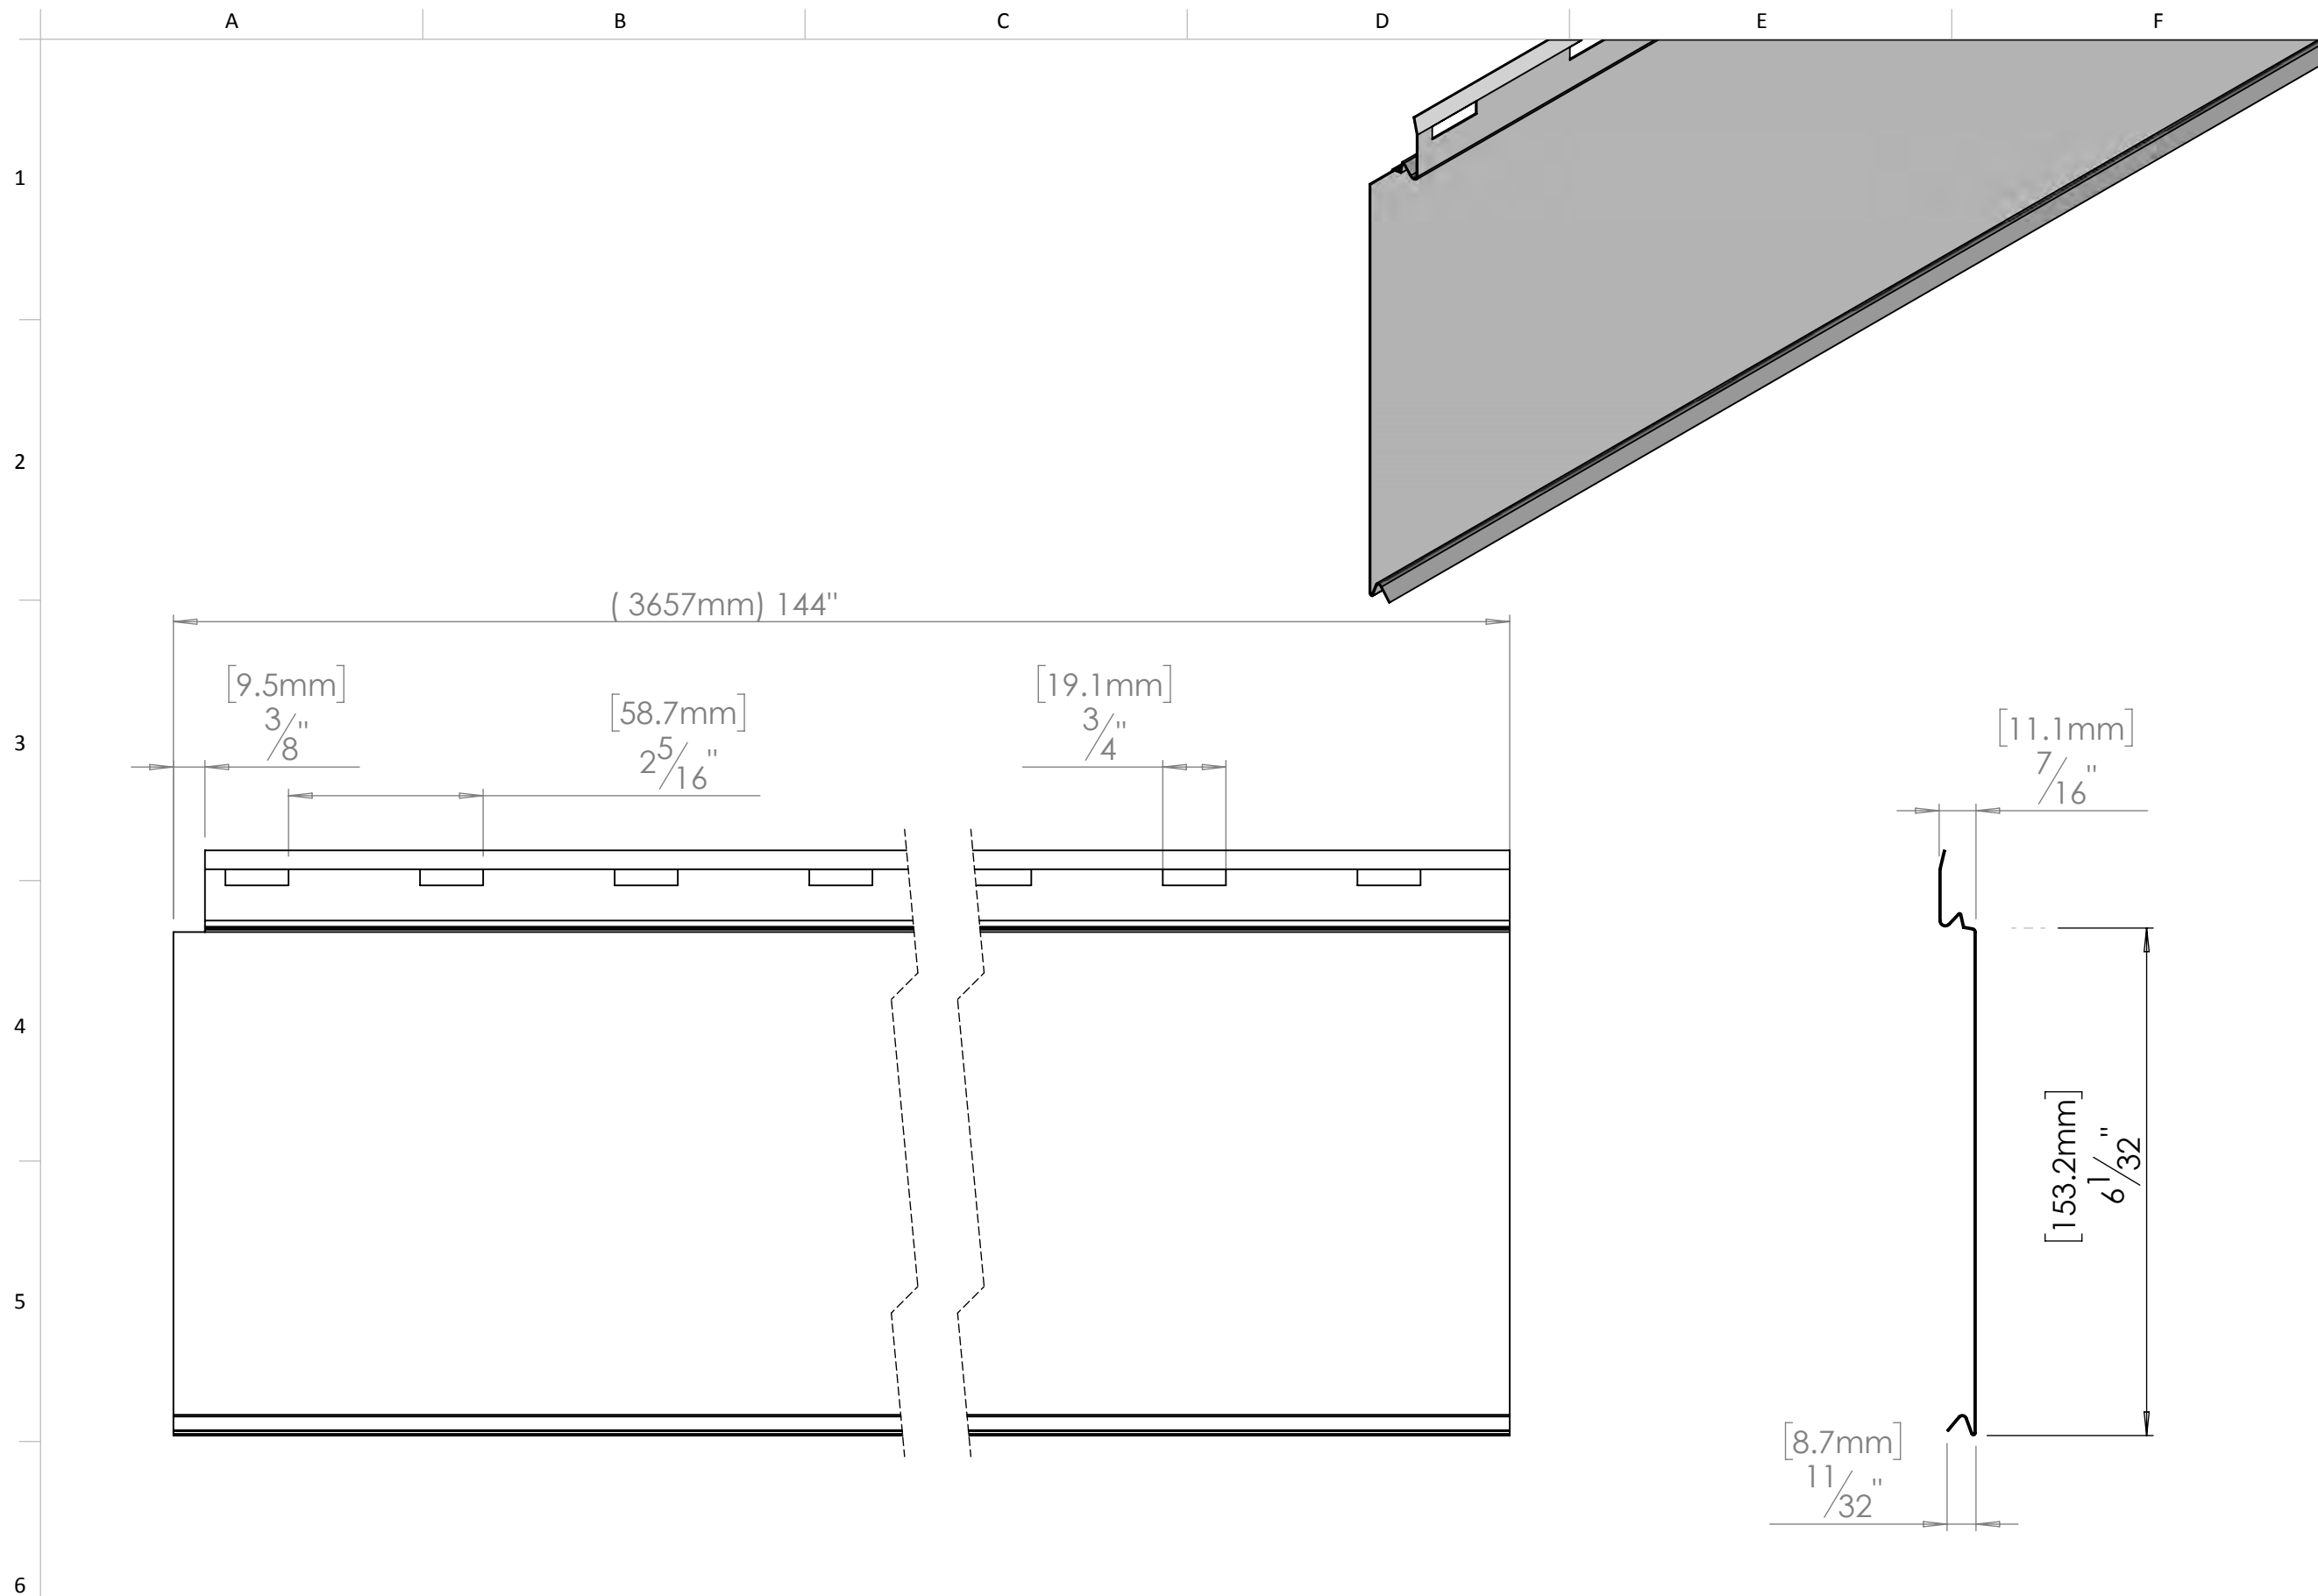 A B C D E F
1
2
( 3657mm) 144"
[9.5mm]
3/8"
[58.7mm]
2 5/16"
[19.1mm]
3/4"
3
[11.1mm]
7/16"
4
[153.2mm]
6 1/32"
5
[8.7mm]
11/32"
6